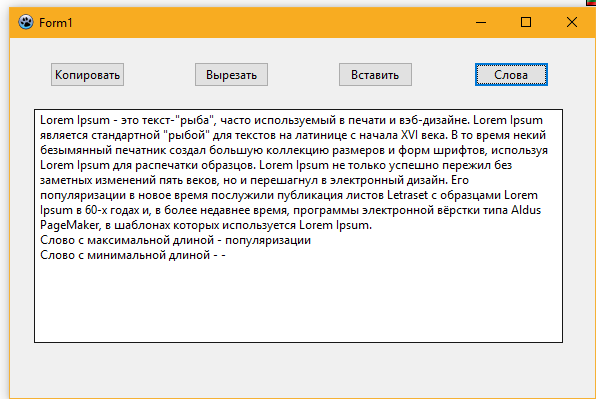 Form1
Копировать Вырезать Вставить Слова
Lorem Ipsum - это текст-"рыба", часто используемый в печати и вэб-дизайне. Lorem Ipsum
является стандартной "рыбой" для текстов на латинице с начала XVI века. В то время некий
безымянный печатник создал большую коллекцию размеров и форм шрифтов, используя
Lorem Ipsum для распечатки образцов. Lorem Ipsum не только успешно пережил без
заметных изменений пять веков, но и перешагнул в электронный дизайн. Его
популяризации в новое время послужили публикация листов Letraset с образцами Lorem
Ipsum в 60-х годах и, в более недавнее время, программы электронной вёрстки типа Aldus
PageMaker, в шаблонах которых используется Lorem Ipsum.
Слово с максимальной длиной - популяризации
Слово с минимальной длиной - -